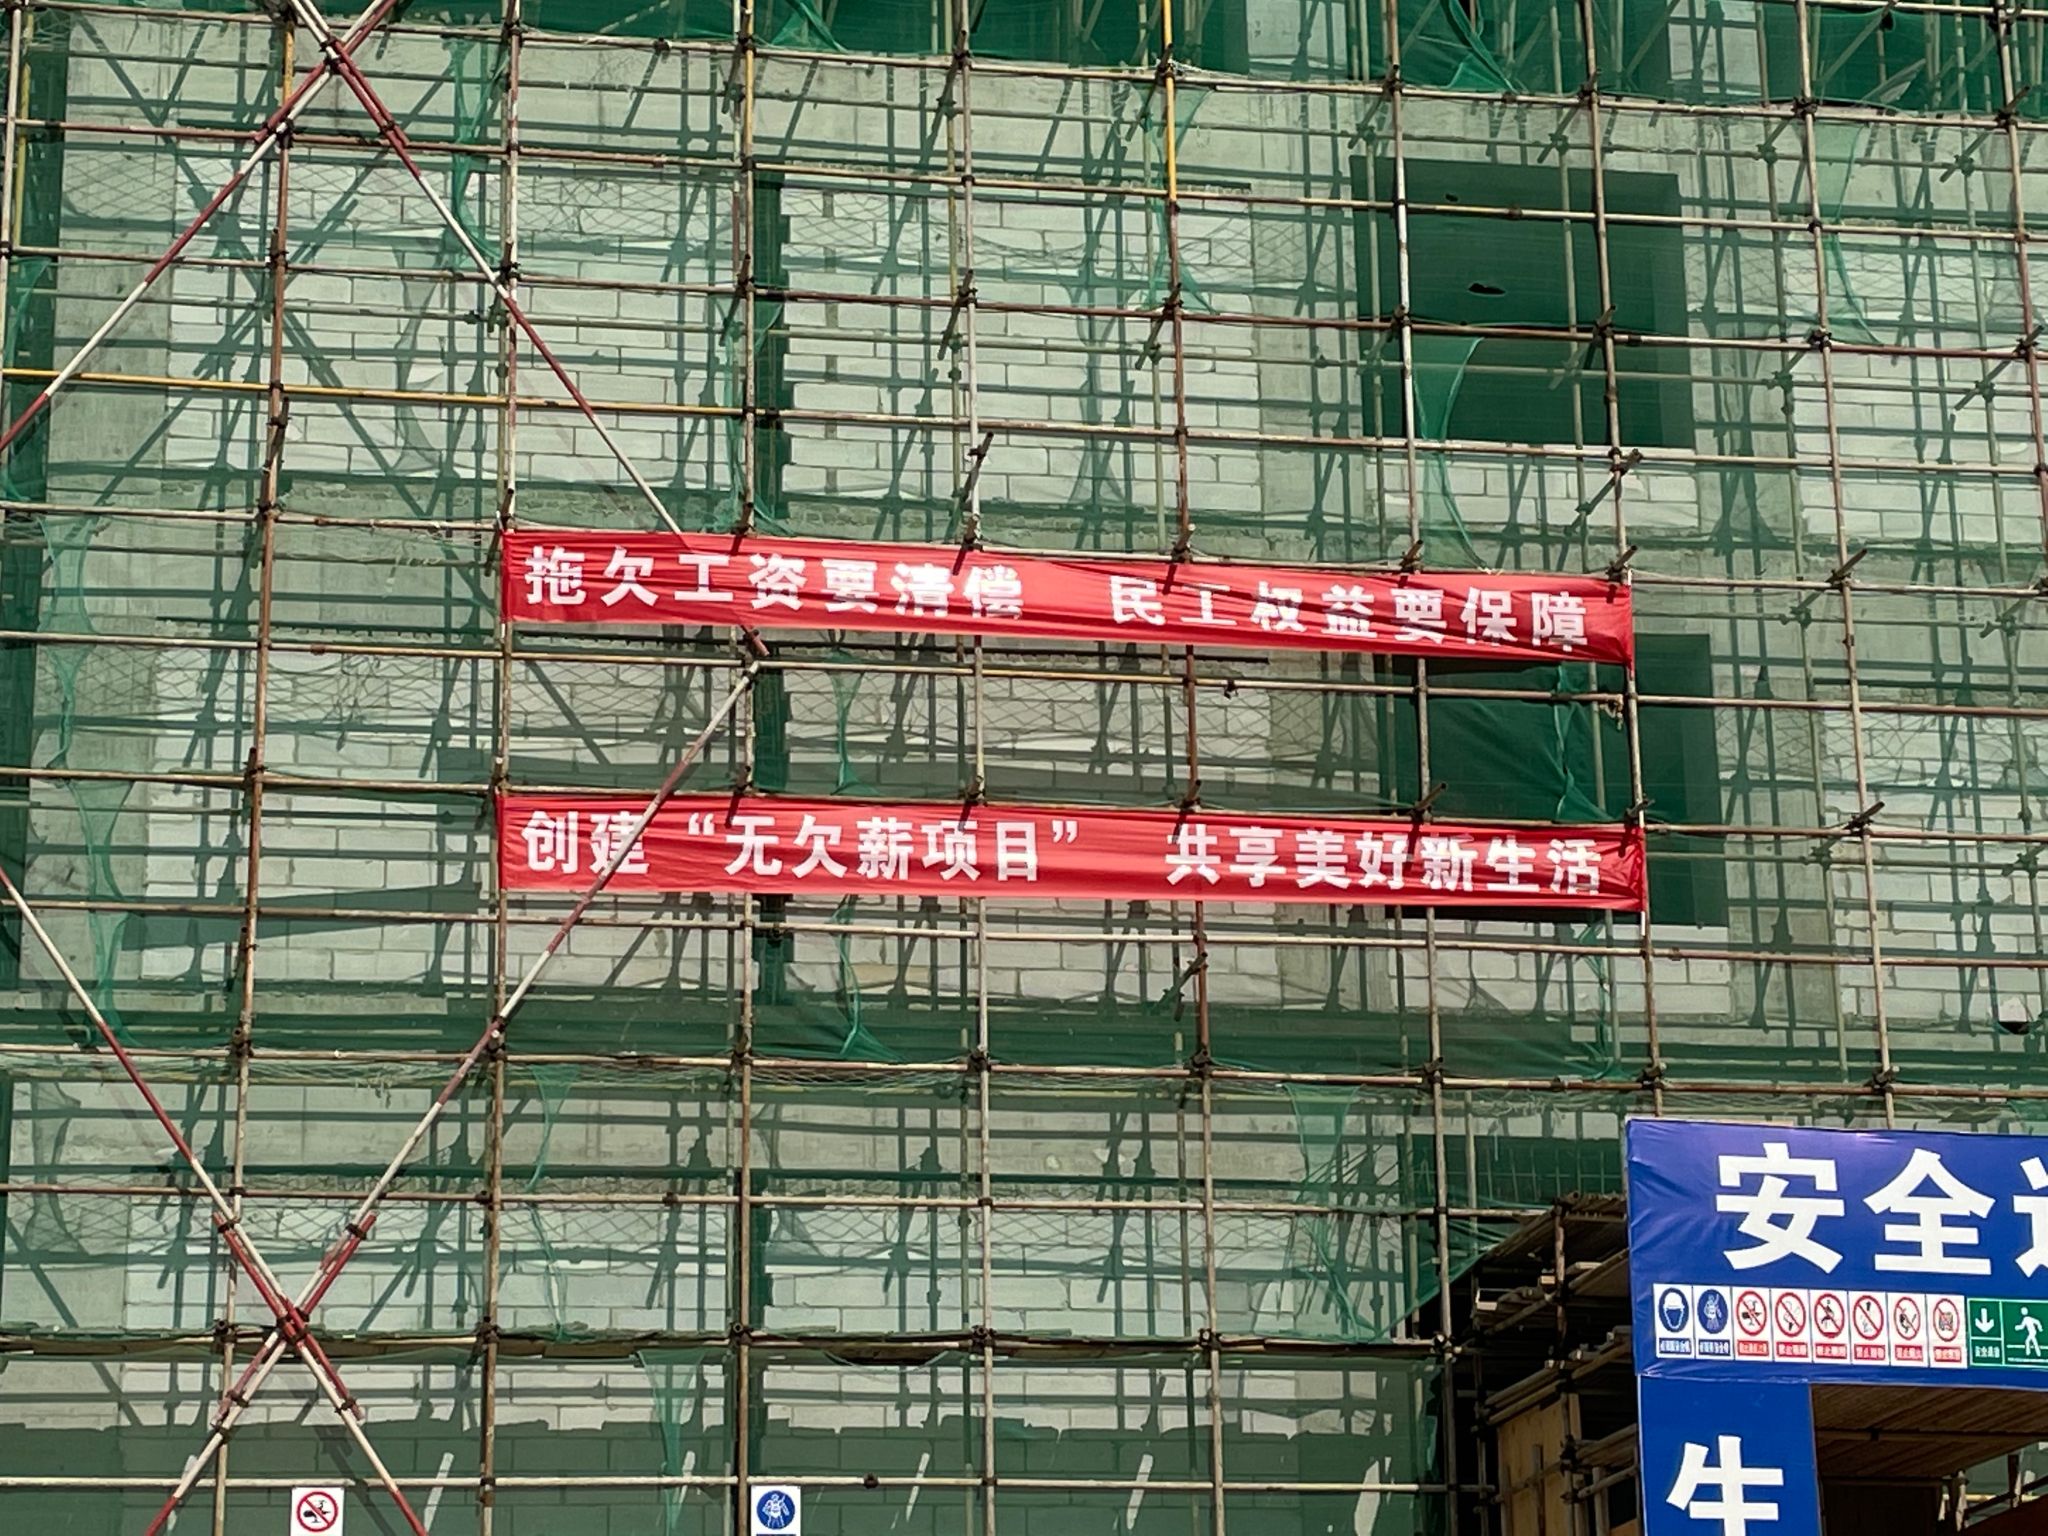 拖欠工资要清偿 民工权益要保障
创建“无欠薪项目” 共享美好新生活
安全
生